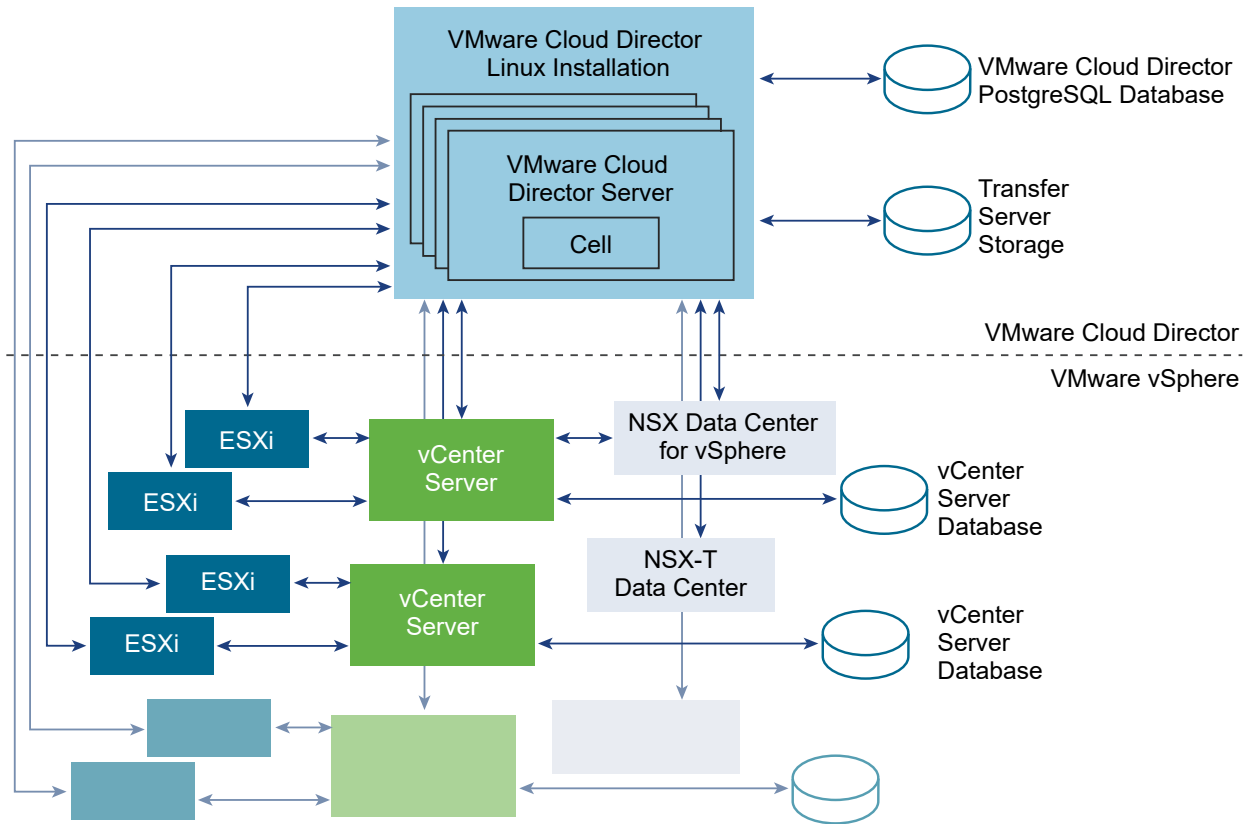 VMware Cloud Director
Linux Installation
VMware Cloud
Director Server
Cell
VMware Cloud Director
PostgreSQL Database
Transfer
Server
Storage
VMware Cloud Director
VMware vSphere
ESXi
vCenter
Server
NSX Data Center
for vSphere
ESXi
vCenter
Server
Database
ESXi
vCenter
Server
NSX-T
Data Center
ESXi
vCenter
Server
Database